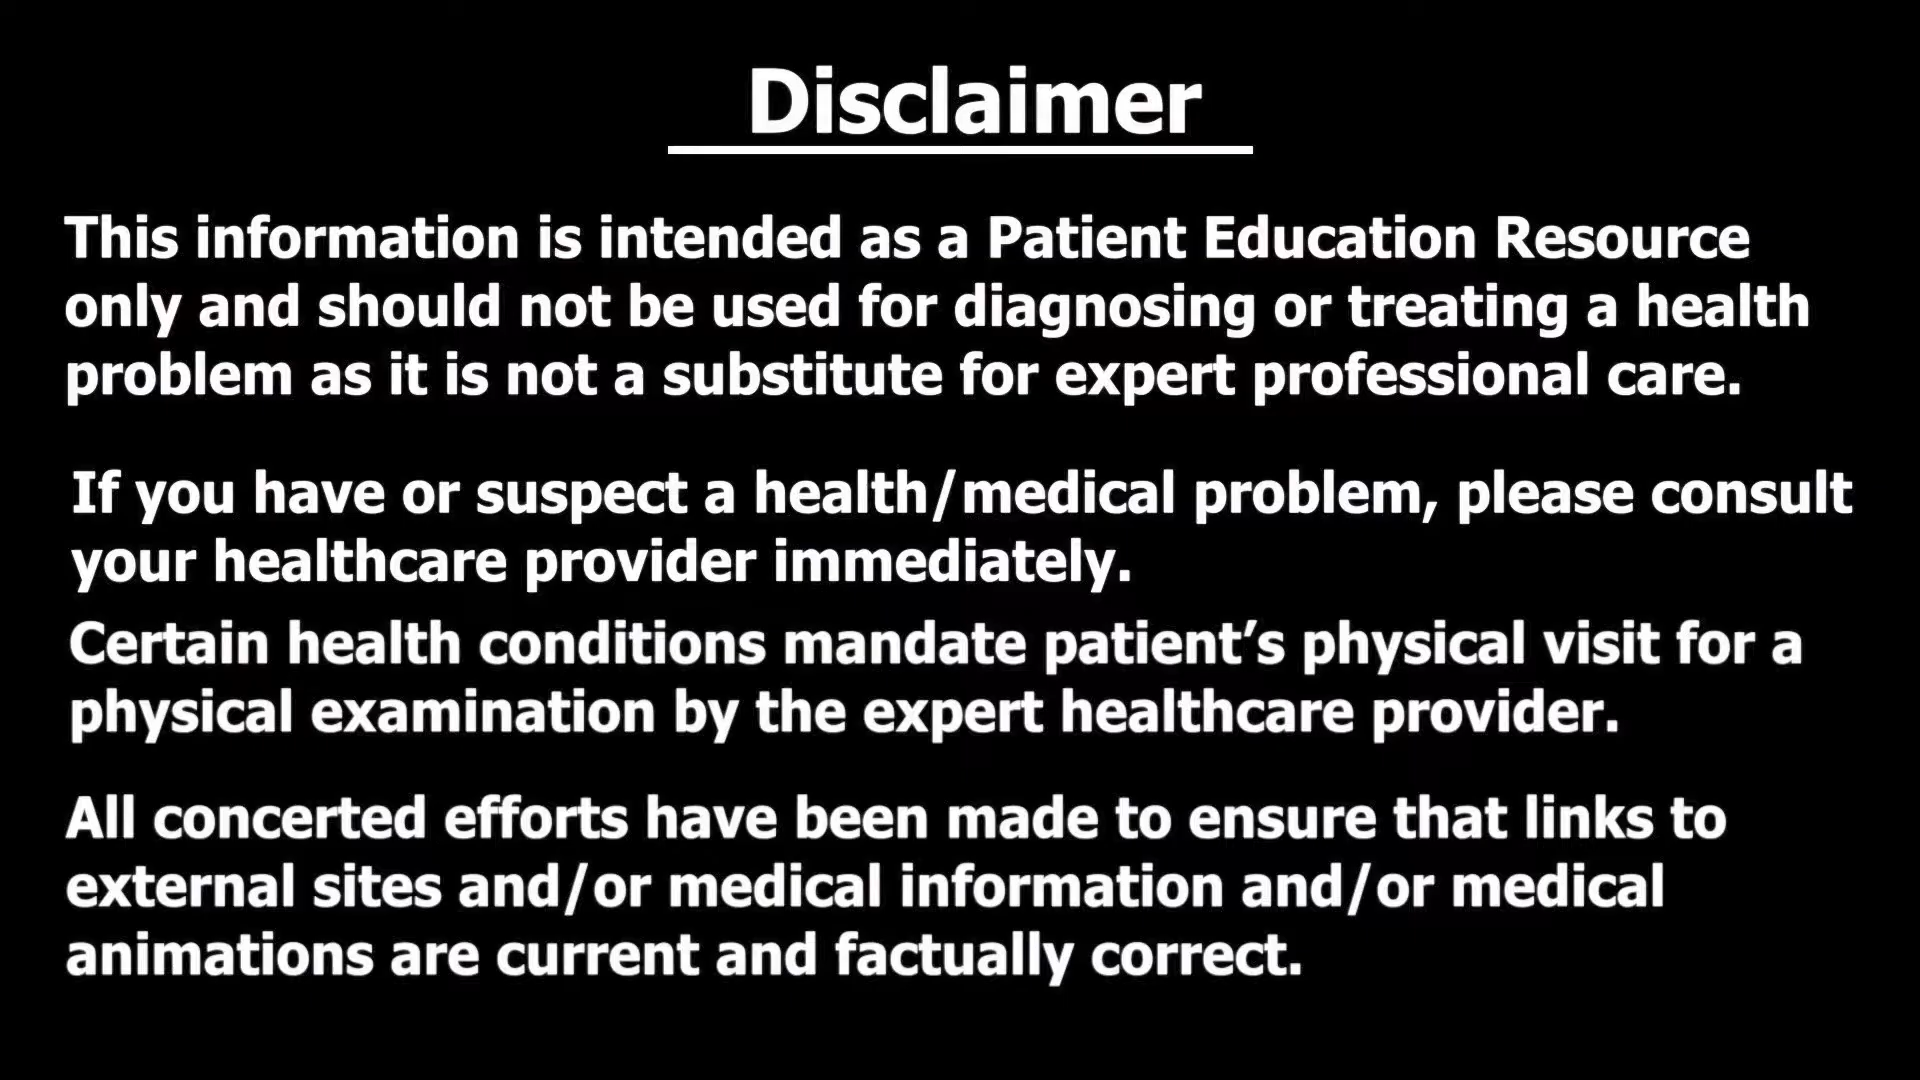 Disclaimer
This information is intended as a Patient Education Resource
only and should not be used for diagnosing or treating a health
problem as it is not a substitute for expert professional care.
If you have or suspect a health/medical problem, please consult
your healthcare provider immediately.
Certain health conditions mandate patient’s physical visit for a
physical examination by the expert healthcare provider.
All concerted efforts have been made to ensure that links to
external sites and/or medical information and/or medical
animations are current and factually correct.